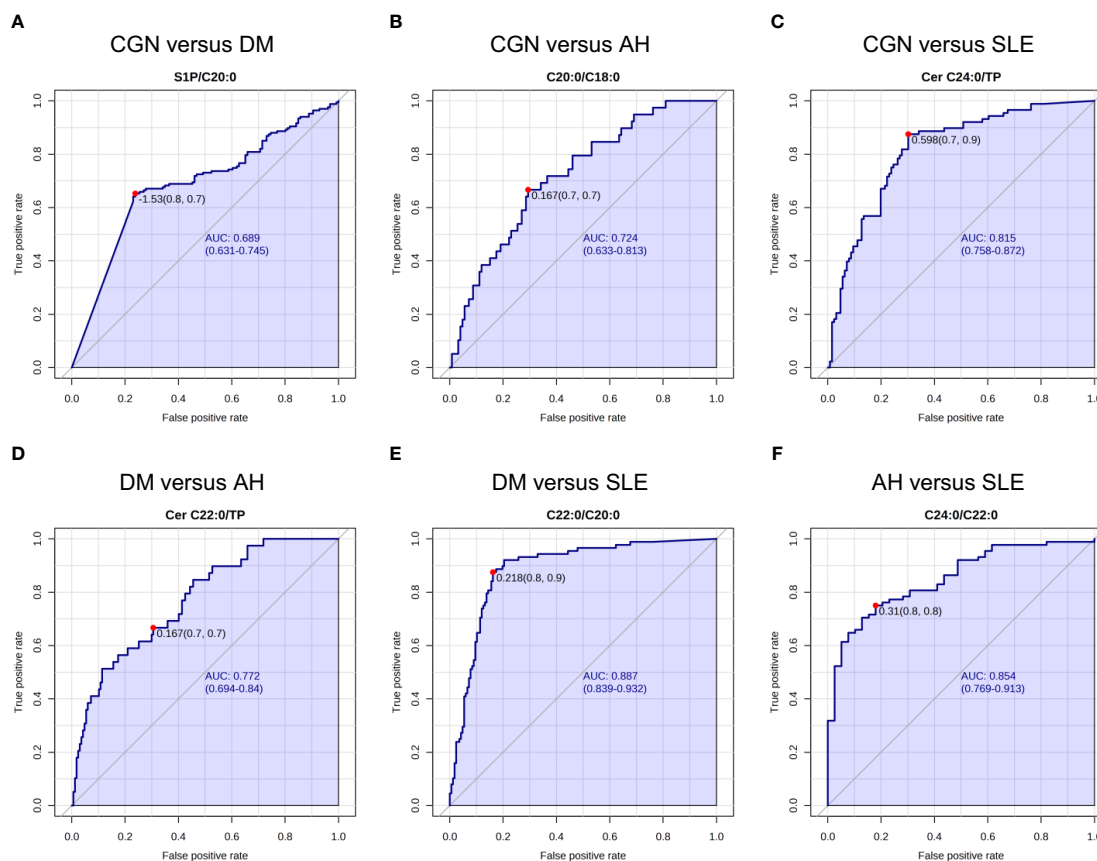 A
CGN versus DM
S1P/C20:0
True positive rate
0.0 0.2 0.4 0.6 0.8 1.0
-1.53(0.8, 0.7)
AUC: 0.689
(0.631-0.745)
0.0 0.2 0.4 0.6 0.8 1.0
False positive rate
B
CGN versus AH
C20:0/C18:0
True positive rate
0.0 0.2 0.4 0.6 0.8 1.0
0.167(0.7, 0.7)
AUC: 0.724
(0.633-0.813)
0.0 0.2 0.4 0.6 0.8 1.0
False positive rate
C
CGN versus SLE
Cer C24:0/TP
True positive rate
0.0 0.2 0.4 0.6 0.8 1.0
0.598(0.7, 0.9)
AUC: 0.815
(0.758-0.872)
0.0 0.2 0.4 0.6 0.8 1.0
False positive rate
D
DM versus AH
Cer C22:0/TP
True positive rate
0.0 0.2 0.4 0.6 0.8 1.0
0.167(0.7, 0.7)
AUC: 0.772
(0.694-0.84)
0.0 0.2 0.4 0.6 0.8 1.0
False positive rate
E
DM versus SLE
C22:0/C20:0
True positive rate
0.0 0.2 0.4 0.6 0.8 1.0
0.218(0.8, 0.9)
AUC: 0.887
(0.839-0.932)
0.0 0.2 0.4 0.6 0.8 1.0
False positive rate
F
AH versus SLE
C24:0/C22:0
True positive rate
0.0 0.2 0.4 0.6 0.8 1.0
0.31(0.8, 0.8)
AUC: 0.854
(0.769-0.913)
0.0 0.2 0.4 0.6 0.8 1.0
False positive rate